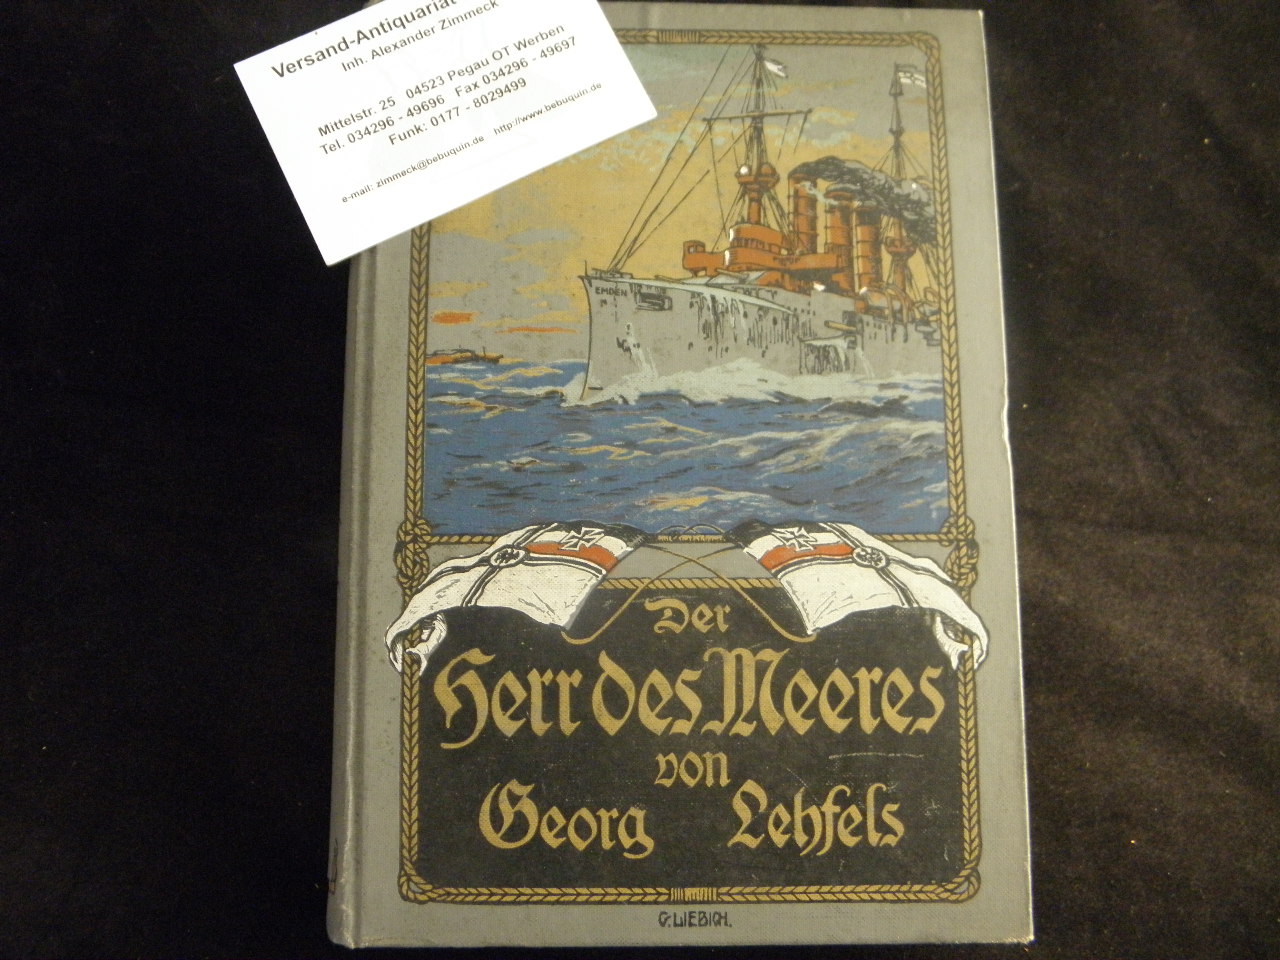 Versand-Antiquariat
Inh. Alexander Zimmeck
Mittelstr. 25 04523 Pegau OT Werben
Tel. 034296 - 49696 Fax 034296 - 49697
Funk: 0177 - 8029499
e-mail: zimmeck@bebuquin.de http://www.bebuquin.de
EMDEN
Der
Herr des Meeres
von
Georg Lehfels
G. LIEBICH.